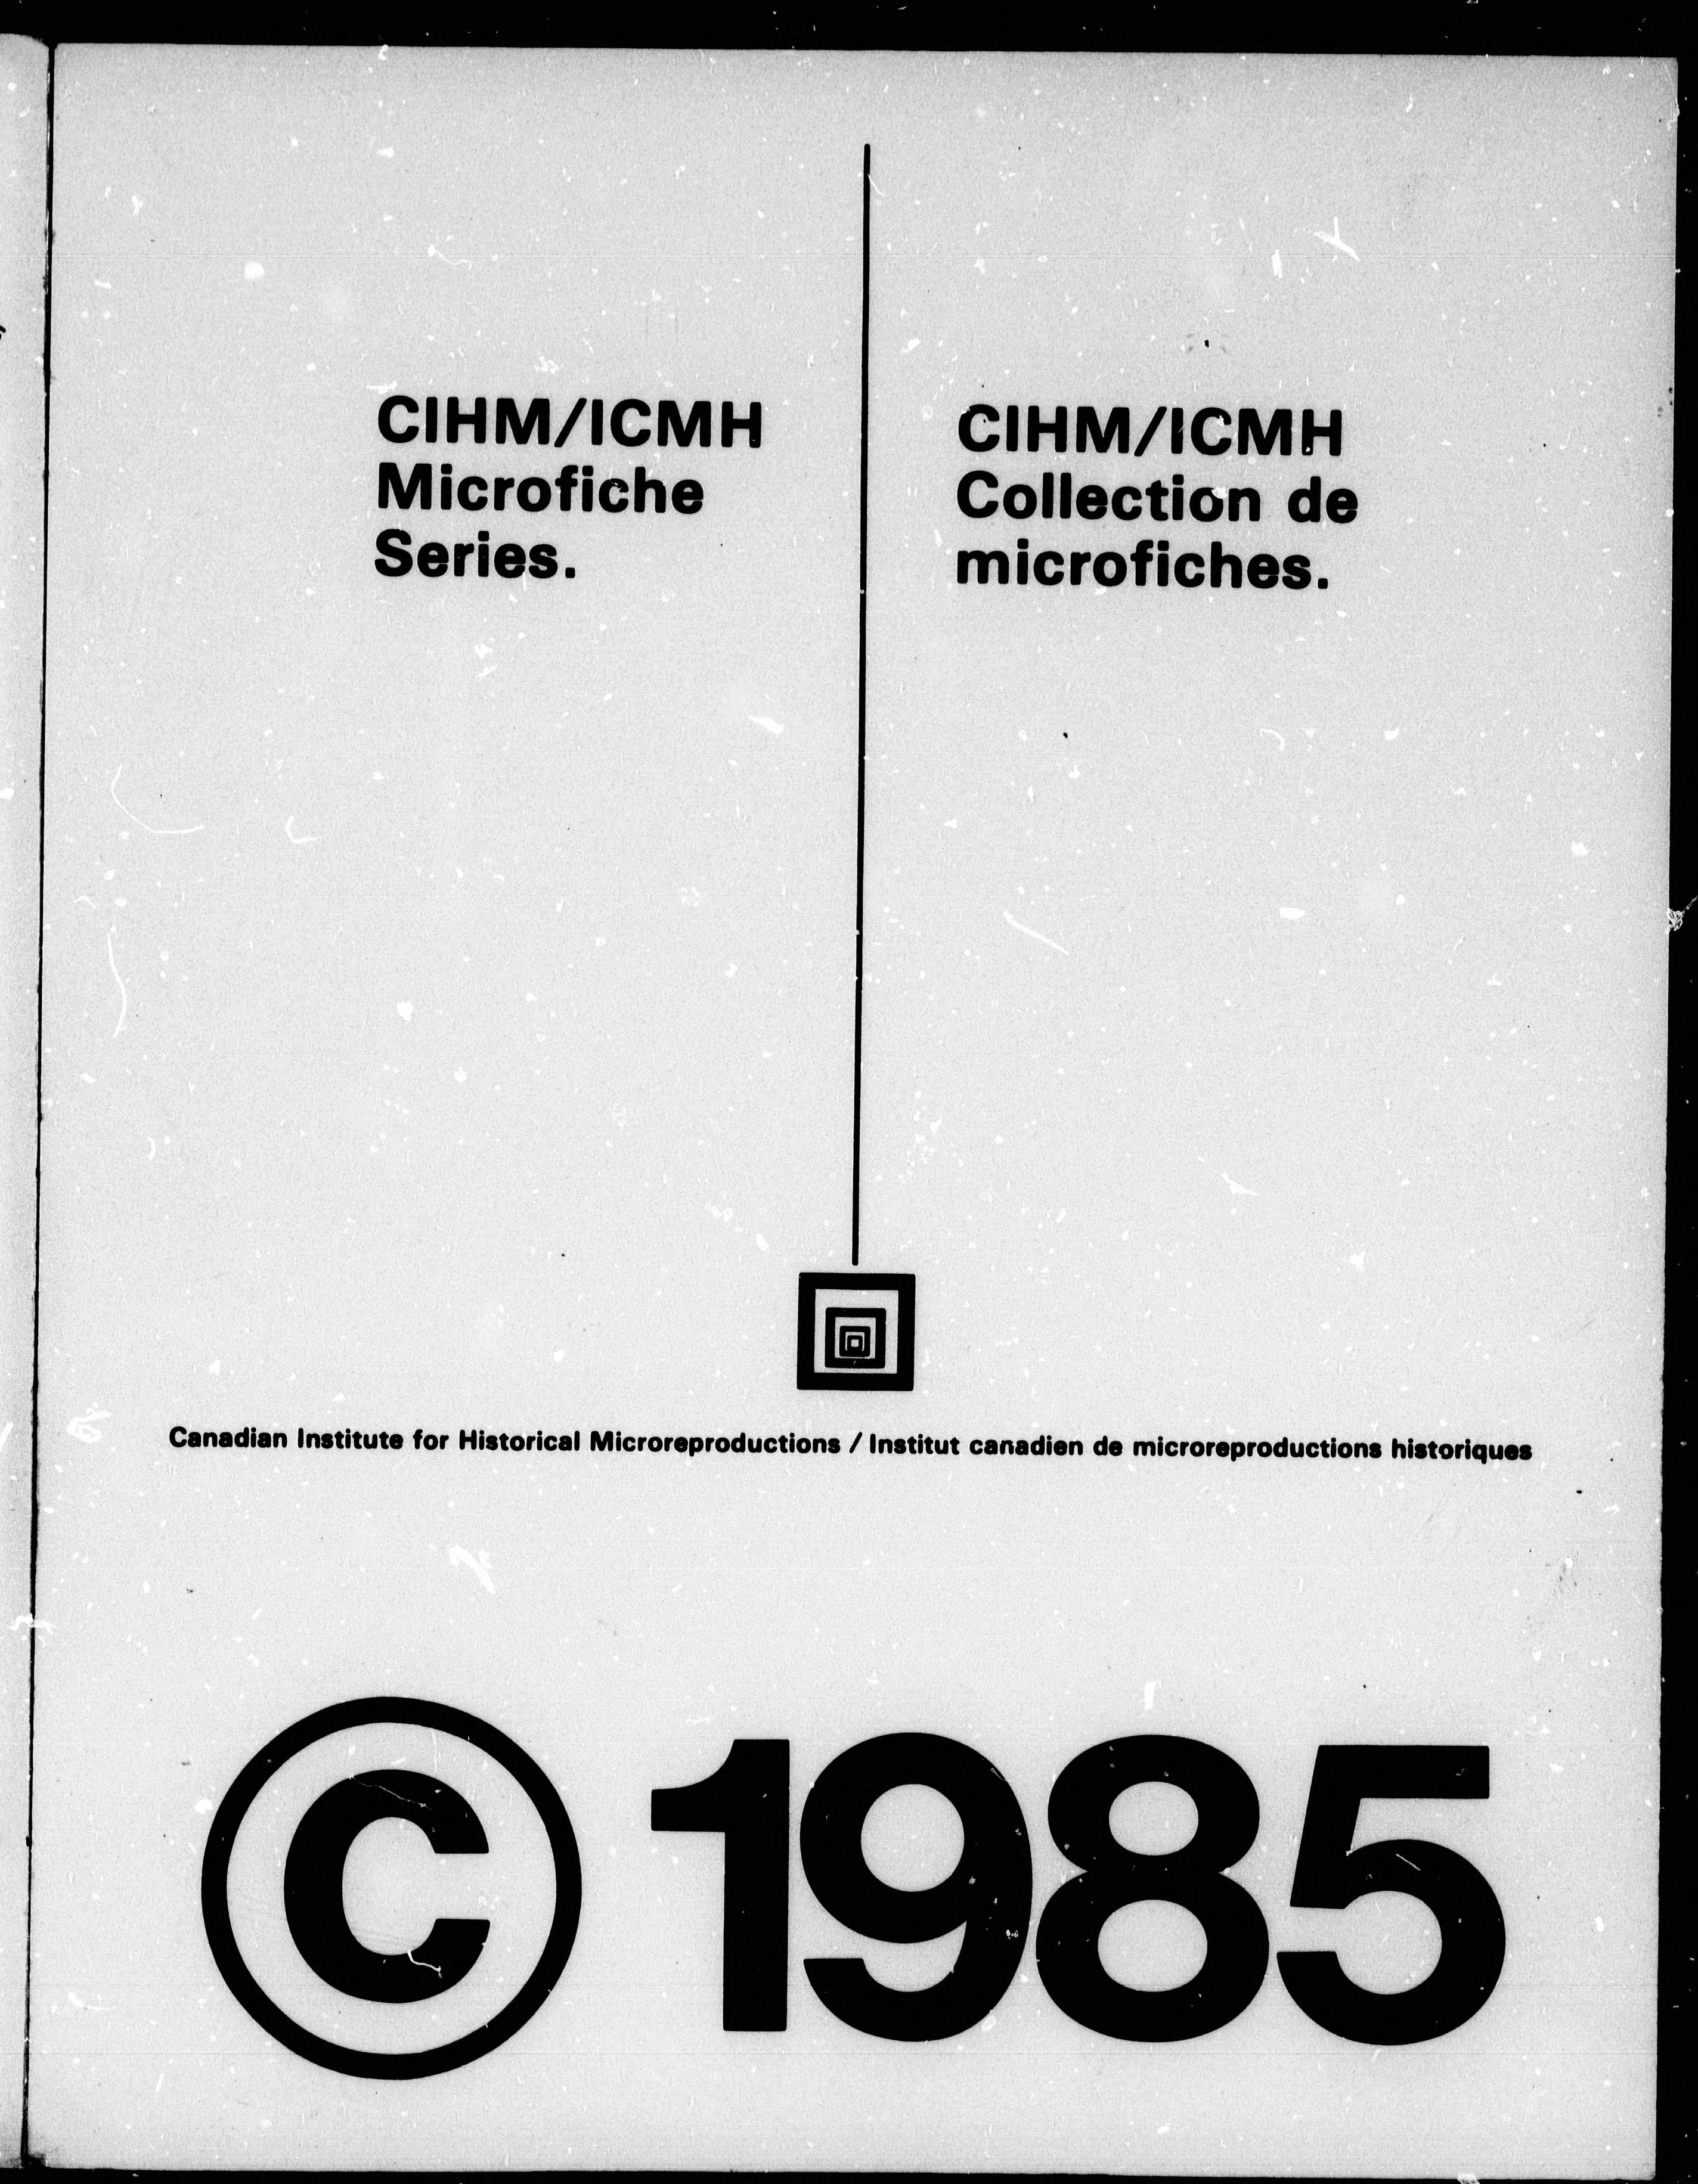 CIHM/ICMH
Microfiche
Series.
CIHM/ICMH
Collection de
microfiches.
Canadian Institute for Historical Microreproductions / Institut canadien de microreproductions historiques
© 1985